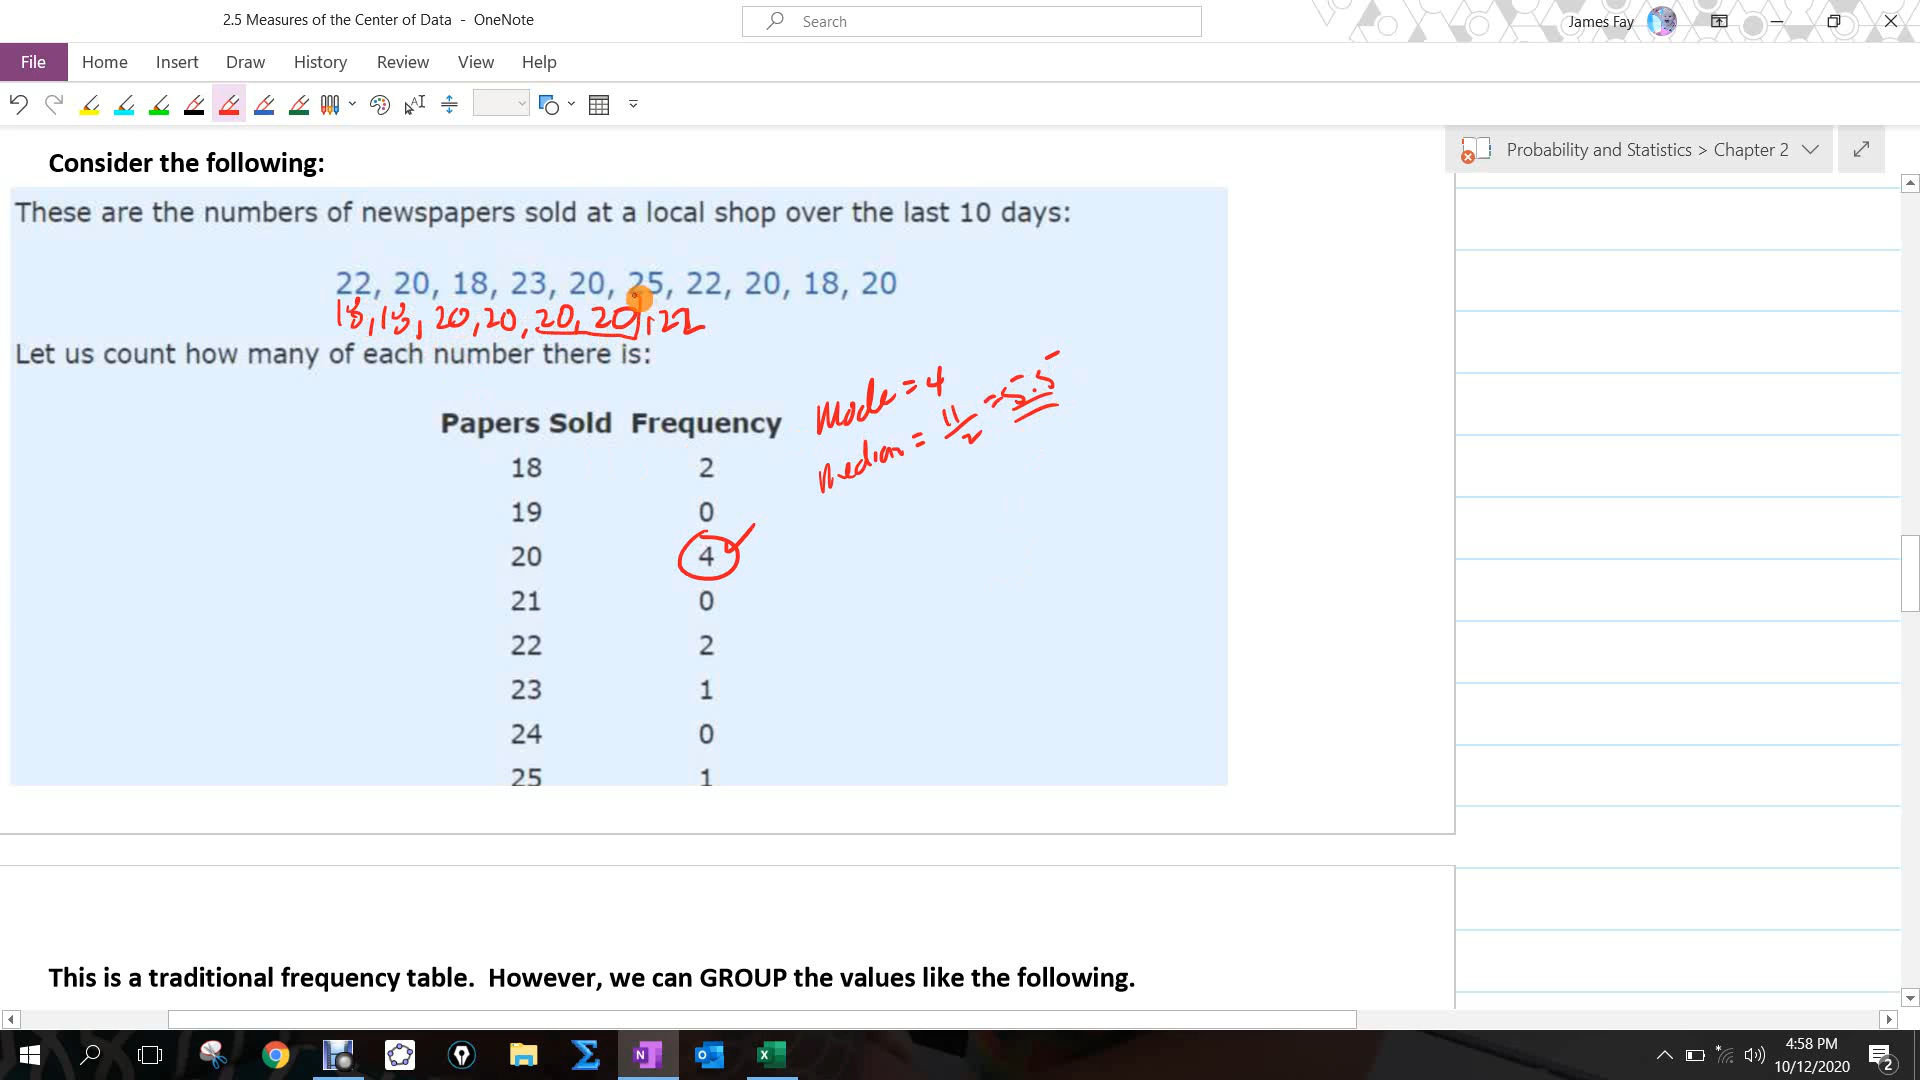 2.5 Measures of the Center of Data - OneNote
Search
James Fay
File Home Insert Draw History Review View Help
Probability and Statistics > Chapter 2
Consider the following:
These are the numbers of newspapers sold at a local shop over the last 10 days:
22, 20, 18, 23, 20, 25, 22, 20, 18, 20
18, 18, 20, 20, 20, 20, 22
Let us count how many of each number there is:
mode = 4
median = 11/2 = 5.5
Papers Sold Frequency
18 2
19 0
20 4
21 0
22 2
23 1
24 0
25 1
This is a traditional frequency table. However, we can GROUP the values like the following.
4:58 PM
10/12/2020
2